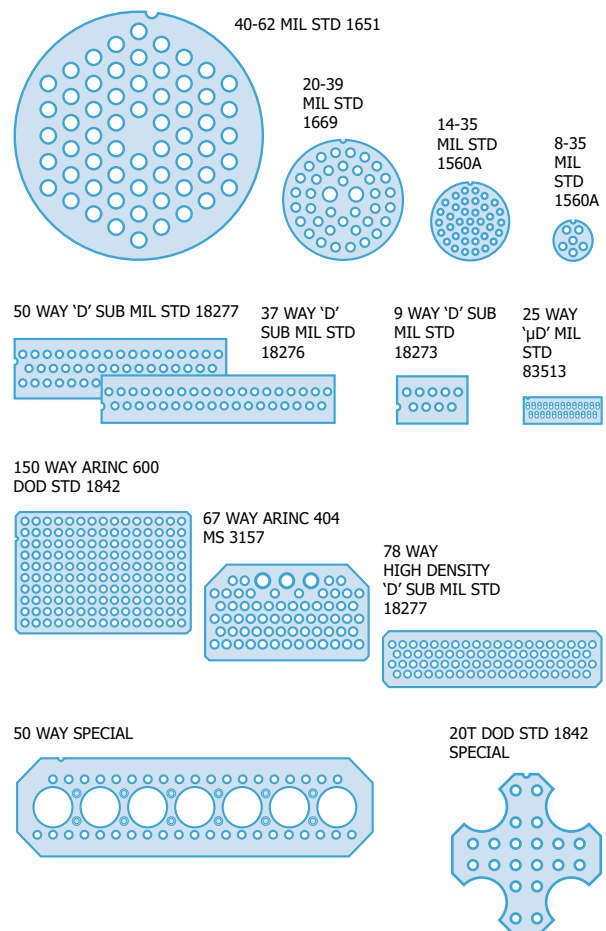 40-62 MIL STD 1651
20-39
MIL STD
1669
14-35
MIL STD
1560A
8-35
MIL
STD
1560A
50 WAY ‘D’ SUB MIL STD 18277
37 WAY ‘D’
SUB MIL STD
18276
9 WAY ‘D’ SUB
MIL STD
18273
25 WAY
‘µD’ MIL
STD
83513
150 WAY ARINC 600
DOD STD 1842
67 WAY ARINC 404
MS 3157
78 WAY
HIGH DENSITY
‘D’ SUB MIL STD
18277
50 WAY SPECIAL
20T DOD STD 1842
SPECIAL